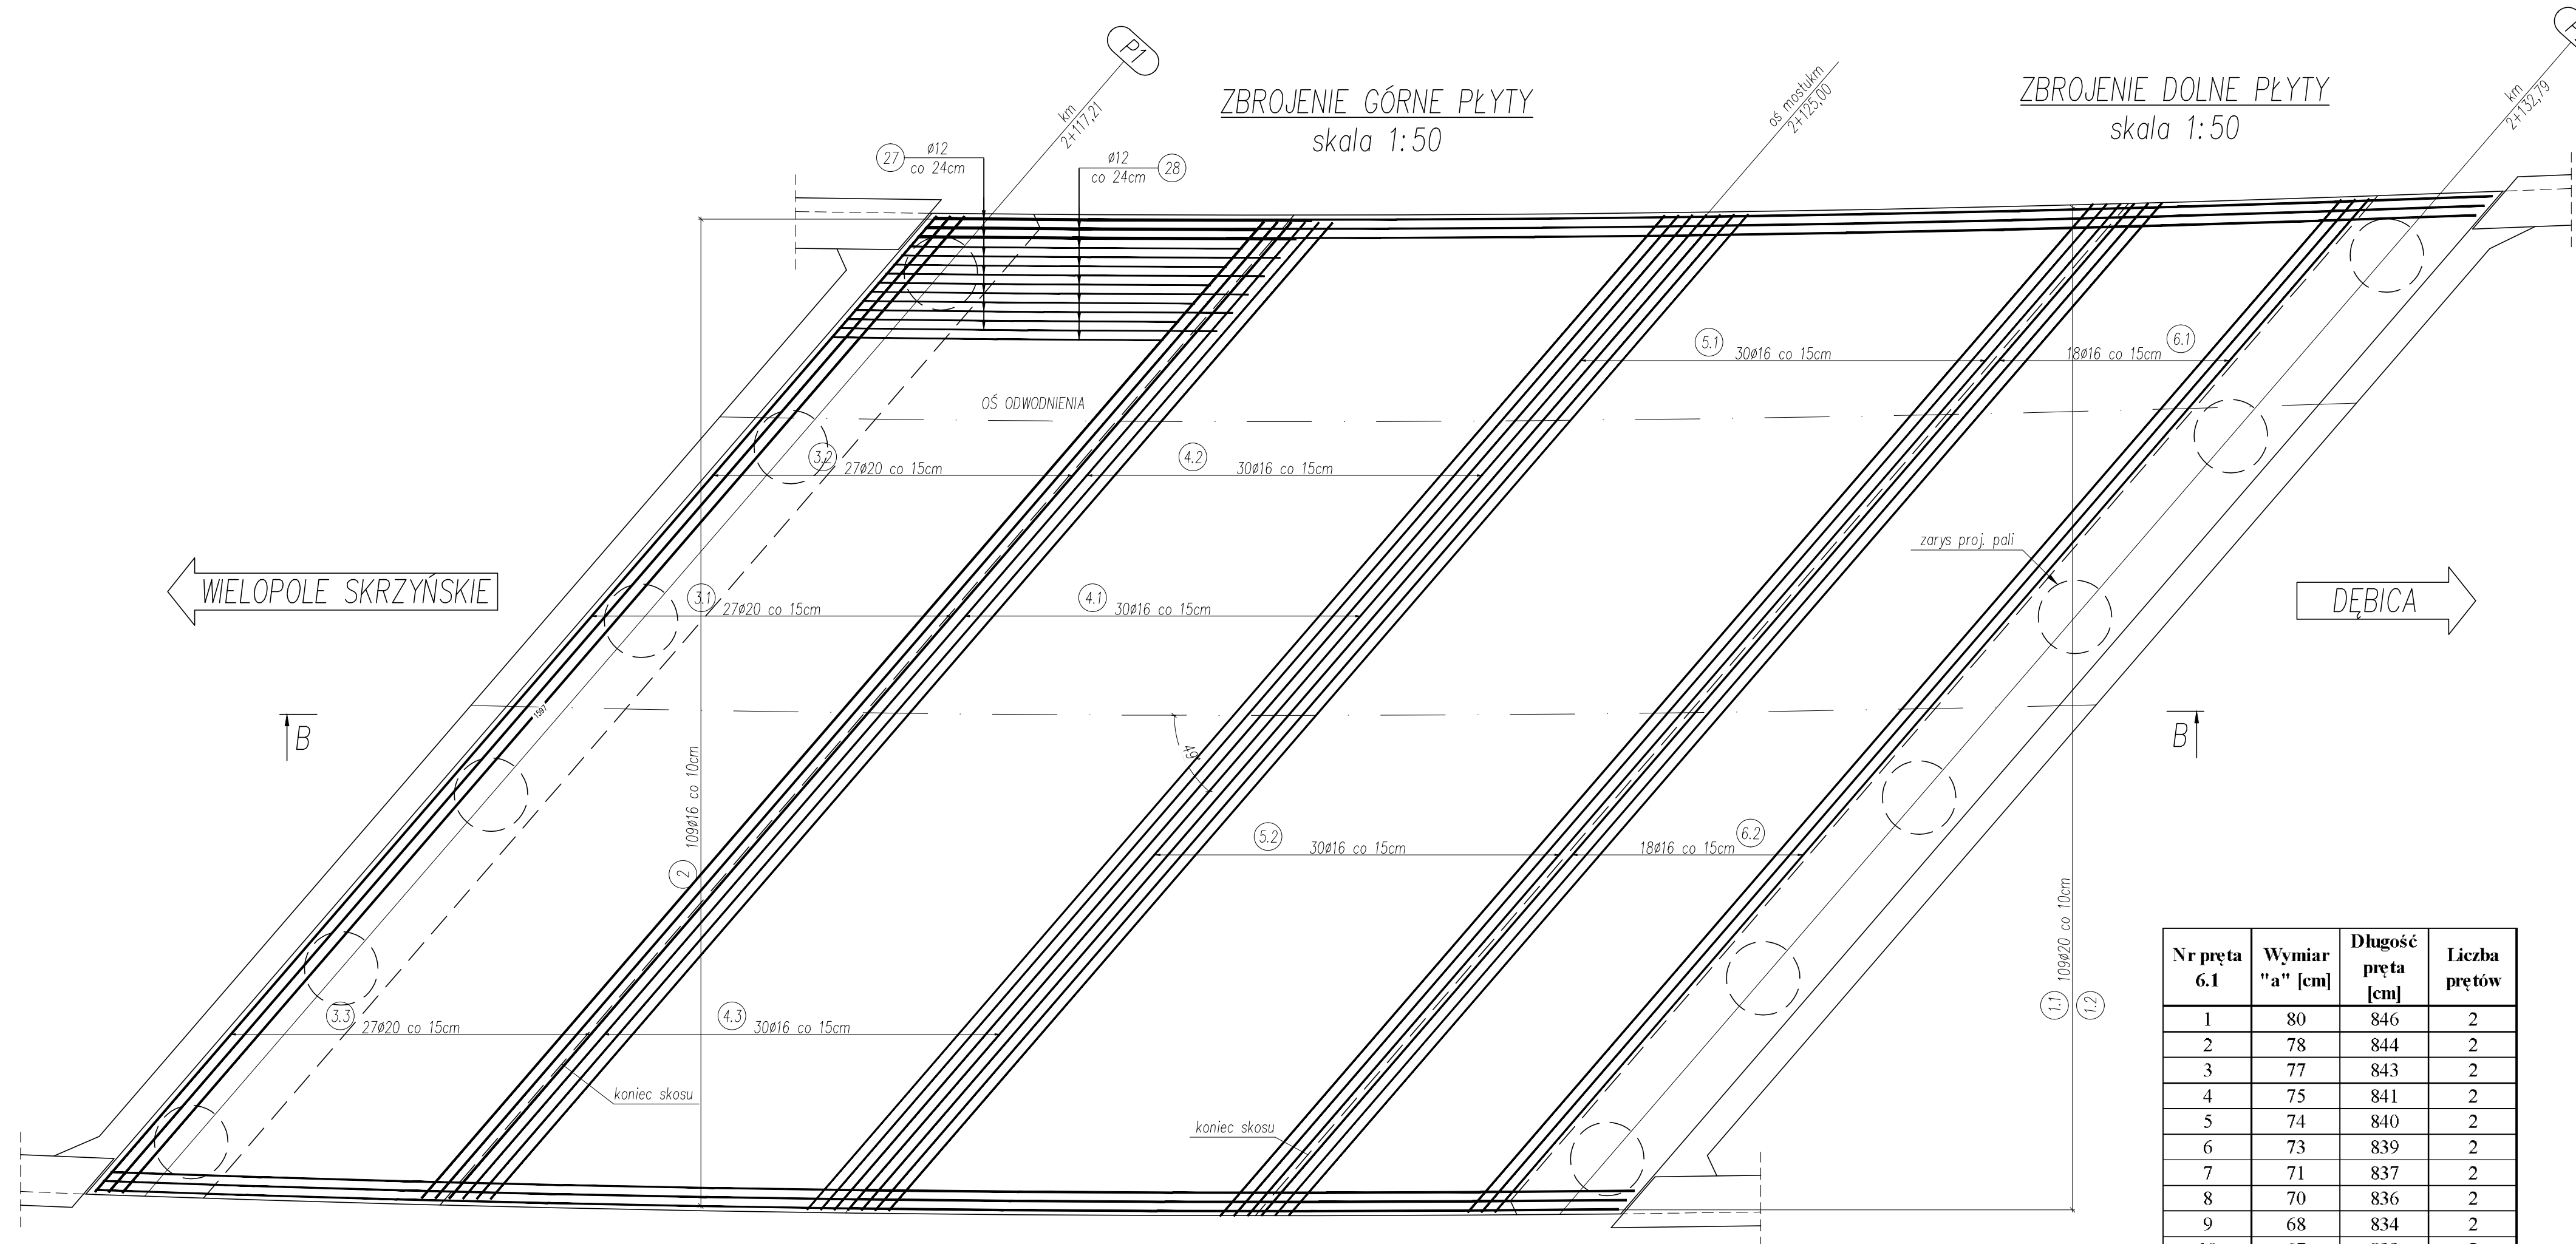 P1
km
2+117,21
ZBROJENIE GÓRNE PŁYTY
skala 1:50
oś mostukm
2+125,00
ZBROJENIE DOLNE PŁYTY
skala 1:50
km
2+132,79
27
ø12
co 24cm
ø12
co 24cm
28
5.1
30ø16 co 15cm
6.1
18ø16 co 15cm
OŚ ODWODNIENIA
3.2
27ø20 co 15cm
4.2
30ø16 co 15cm
zarys proj. pali
WIELOPOLE SKRZYŃSKIE
3.1
27ø20 co 15cm
4.1
30ø16 co 15cm
DĘBICA
1597
B
B
49°
2
109ø16 co 10cm
5.2
30ø16 co 15cm
6.2
18ø16 co 15cm
1.1
109ø20 co 10cm
1.2
3.3
27ø20 co 15cm
4.3
30ø16 co 15cm
koniec skosu
koniec skosu
Nr pręta 6.1 Wymiar "a" [cm] Długość pręta [cm] Liczba prętów
1 80 846 2
2 78 844 2
3 77 843 2
4 75 841 2
5 74 840 2
6 73 839 2
7 71 837 2
8 70 836 2
9 68 834 2